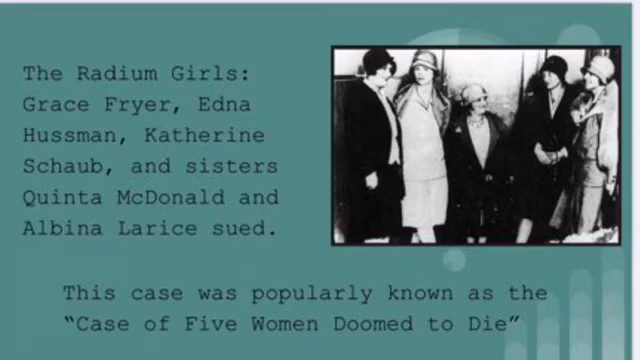 The Radium Girls:
Grace Fryer, Edna
Hussman, Katherine
Schaub, and sisters
Quinta McDonald and
Albina Larice sued.
This case was popularly known as the
“Case of Five Women Doomed to Die”